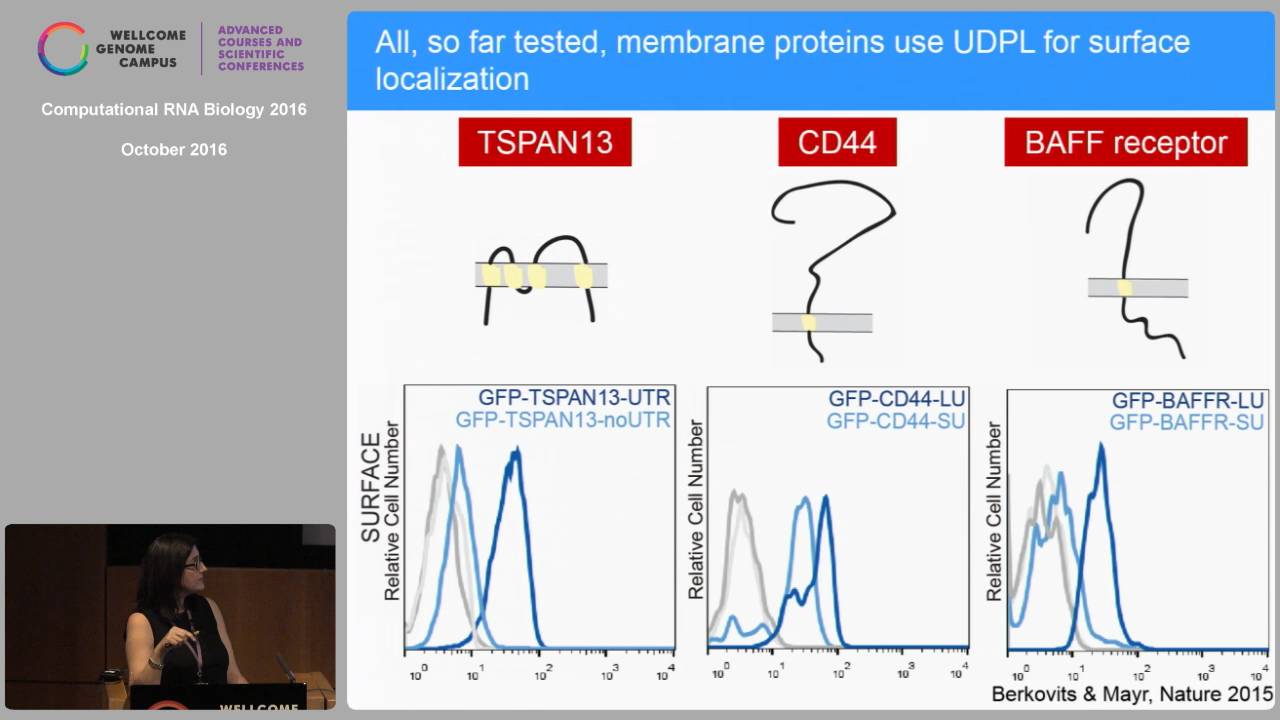 WELLCOME
GENOME
CAMPUS
ADVANCED
COURSES AND
SCIENTIFIC
CONFERENCES
Computational RNA Biology 2016
October 2016
All, so far tested, membrane proteins use UDPL for surface
localization
TSPAN13
CD44
BAFF receptor
SURFACE
Relative Cell Number
GFP-TSPAN13-UTR
GFP-TSPAN13-noUTR
10⁰ 10¹ 10² 10³ 10⁴
Relative Cell Number
GFP-CD44-LU
GFP-CD44-SU
10⁰ 10¹ 10² 10³ 10⁴
Relative Cell Number
GFP-BAFFR-LU
GFP-BAFFR-SU
10⁰ 10¹ 10² 10³ 10⁴
Berkovits & Mayr, Nature 2015
WELLCOME